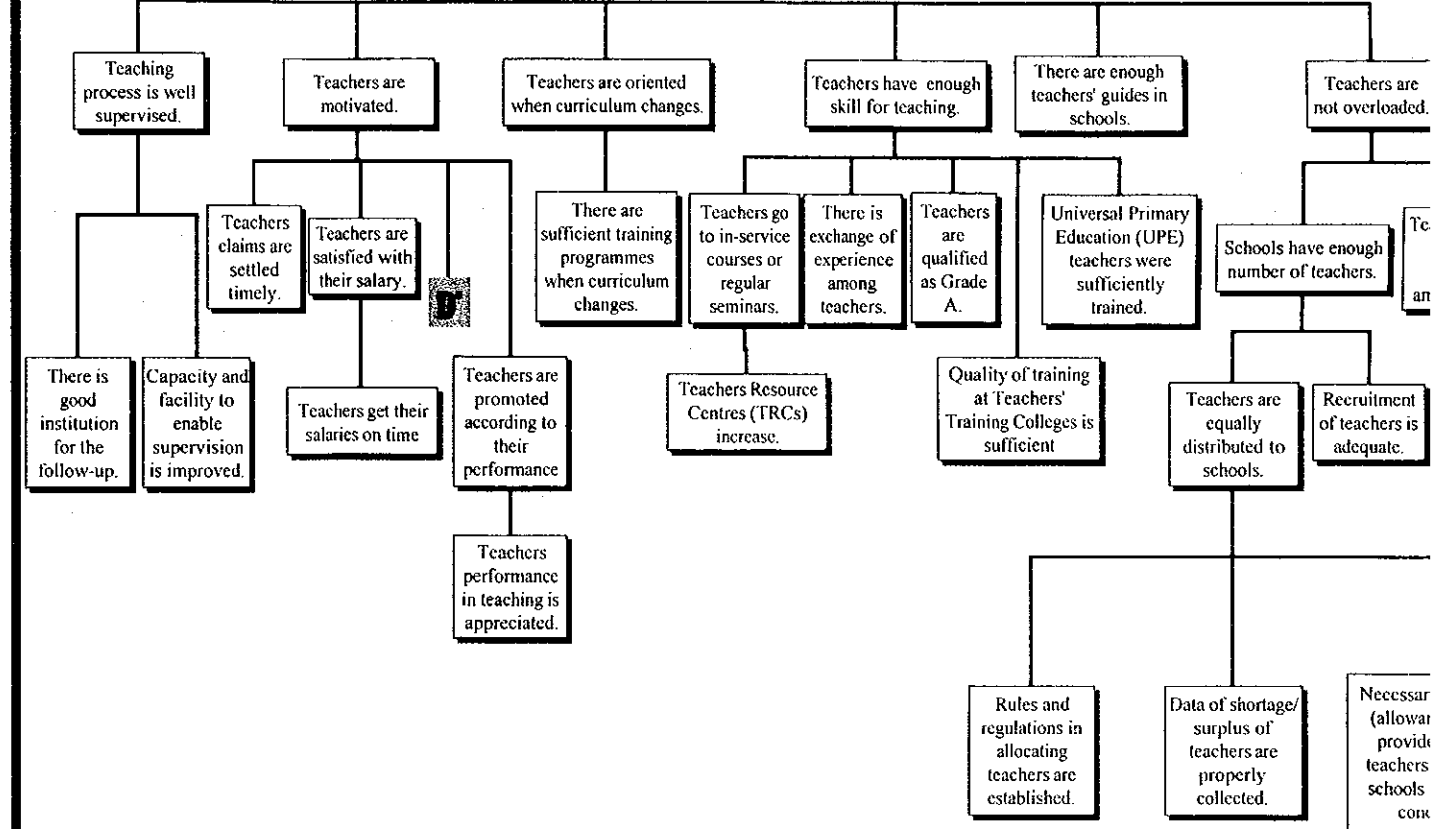 Teaching
process is well
supervised.
Teachers are
motivated.
Teachers are oriented
when curriculum changes.
Teachers have enough
skill for teaching.
There are enough
teachers' guides in
schools.
Teachers are
not overloaded.
Teachers
claims are
settled
timely.
Teachers are
satisfied with
their salary.
D'
There are
sufficient training
programmes
when curriculum
changes.
Teachers go
to in-service
courses or
regular
seminars.
There is
exchange of
experience
among
teachers.
Teachers
are
qualified
as Grade
A.
Universal Primary
Education (UPE)
teachers were
sufficiently
trained.
Schools have enough
number of teachers.
There is
good
institution
for the
follow-up.
Capacity and
facility to
enable
supervision
is improved.
Teachers get their
salaries on time
Teachers are
promoted
according to
their
performance
Teachers Resource
Centres (TRCs)
increase.
Quality of training
at Teachers'
Training Colleges is
sufficient
Teachers are
equally
distributed to
schools.
Recruitment
of teachers is
adequate.
Teachers
performance
in teaching is
appreciated.
Rules and
regulations in
allocating
teachers are
established.
Data of shortage/
surplus of
teachers are
properly
collected.
teachers
schools